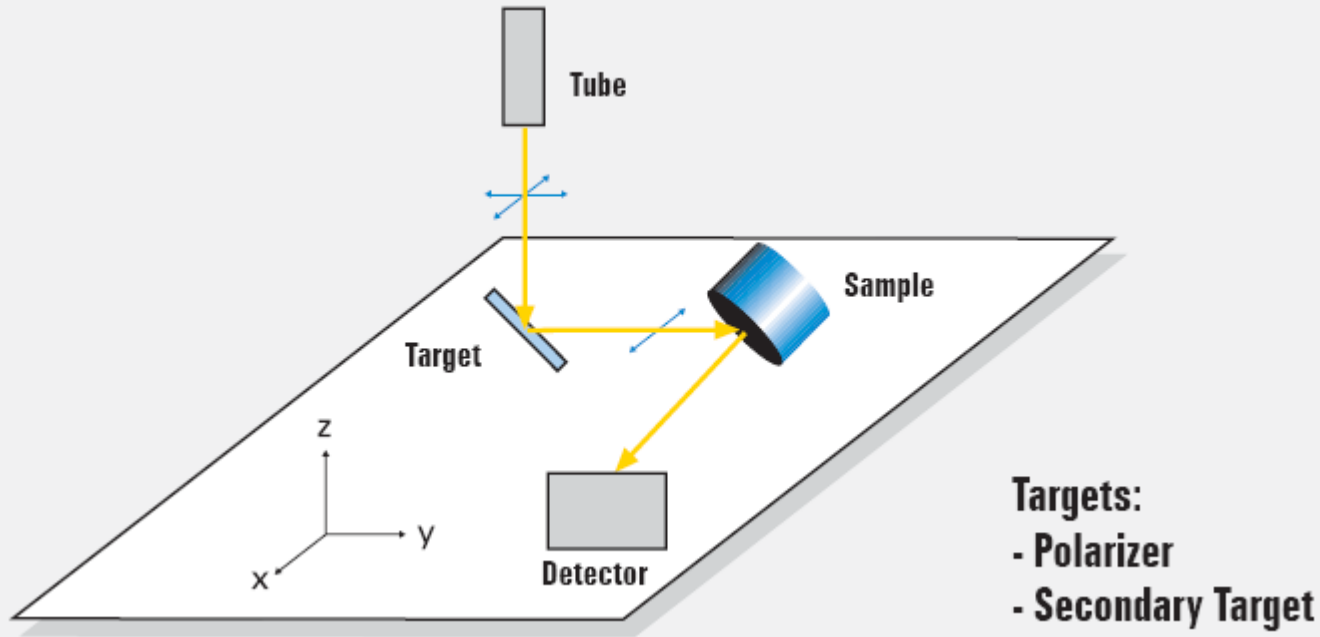 Tube
Sample
Target
z
y
x
Detector
Targets:
- Polarizer
- Secondary Target